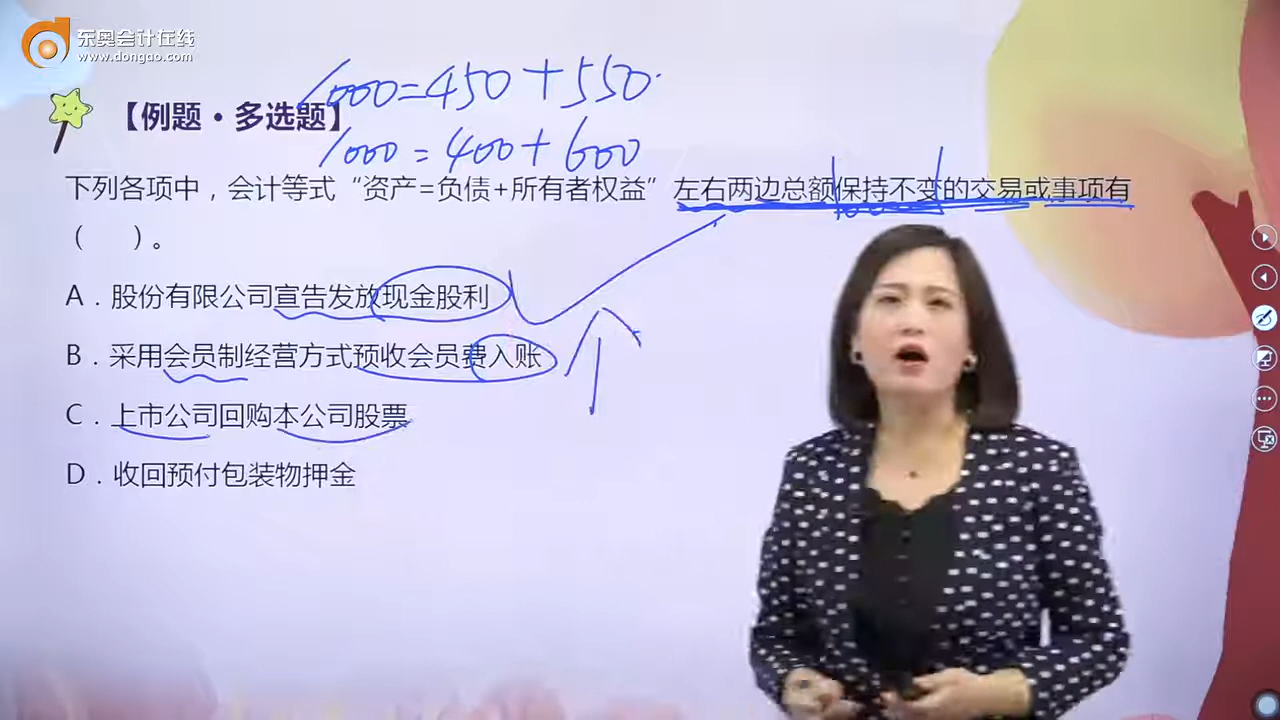 东奥会计在线
www.dongao.com
1000=450+550
【例题·多选题】
1000=400+600
下列各项中，会计等式“资产=负债+所有者权益”左右两边总额保持不变的交易或事项有
（ ）。
A．股份有限公司宣告发放现金股利
B．采用会员制经营方式预收会员费入账
C．上市公司回购本公司股票
D．收回预付包装物押金